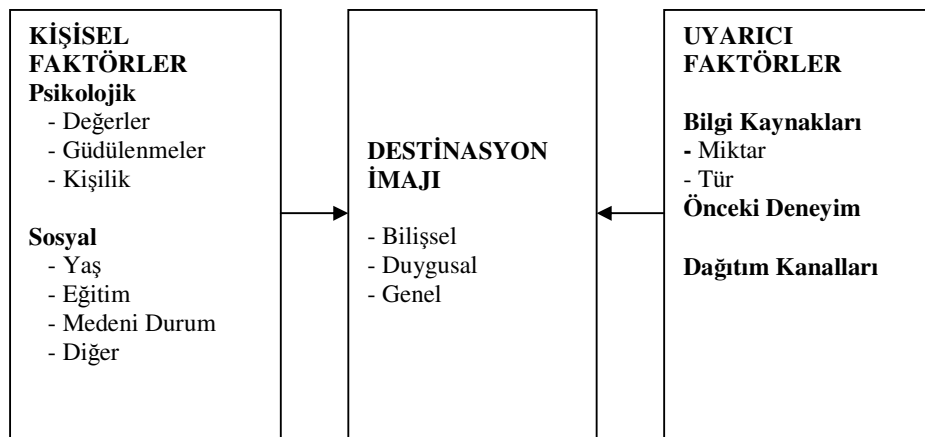 KİŞİSEL
FAKTÖRLER
Psikolojik
- Değerler
- Güdülenmeler
- Kişilik
Sosyal
- Yaş
- Eğitim
- Medeni Durum
- Diğer
DESTİNASYON
İMAJI
- Bilişsel
- Duygusal
- Genel
UYARICI
FAKTÖRLER
Bilgi Kaynakları
- Miktar
- Tür
Önceki Deneyim
Dağıtım Kanalları